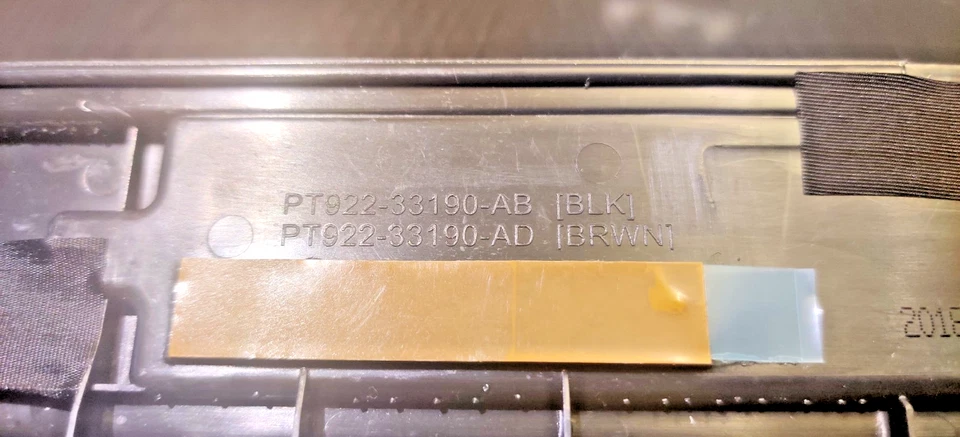 PT922-33190-AB [BLK]
PT922-33190-AD [BRWN]